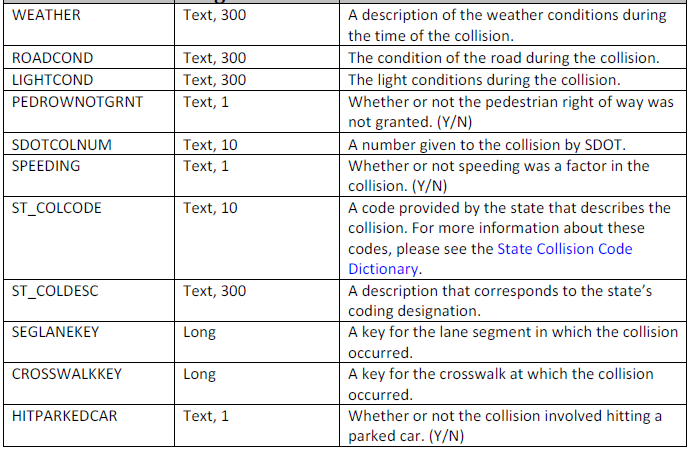 WEATHER Text, 300 A description of the weather conditions during
the time of the collision.
ROADCOND Text, 300 The condition of the road during the collision.
LIGHTCOND Text, 300 The light conditions during the collision.
PEDROWNOTGRNT Text, 1 Whether or not the pedestrian right of way was
not granted. (Y/N)
SDOTCOLNUM Text, 10 A number given to the collision by SDOT.
SPEEDING Text, 1 Whether or not speeding was a factor in the
collision. (Y/N)
ST_COLCODE Text, 10 A code provided by the state that describes the
collision. For more information about these
codes, please see the State Collision Code
Dictionary.
ST_COLDESC Text, 300 A description that corresponds to the state’s
coding designation.
SEGLANEKEY Long A key for the lane segment in which the collision
occurred.
CROSSWALKKEY Long A key for the crosswalk at which the collision
occurred.
HITPARKEDCAR Text, 1 Whether or not the collision involved hitting a
parked car. (Y/N)